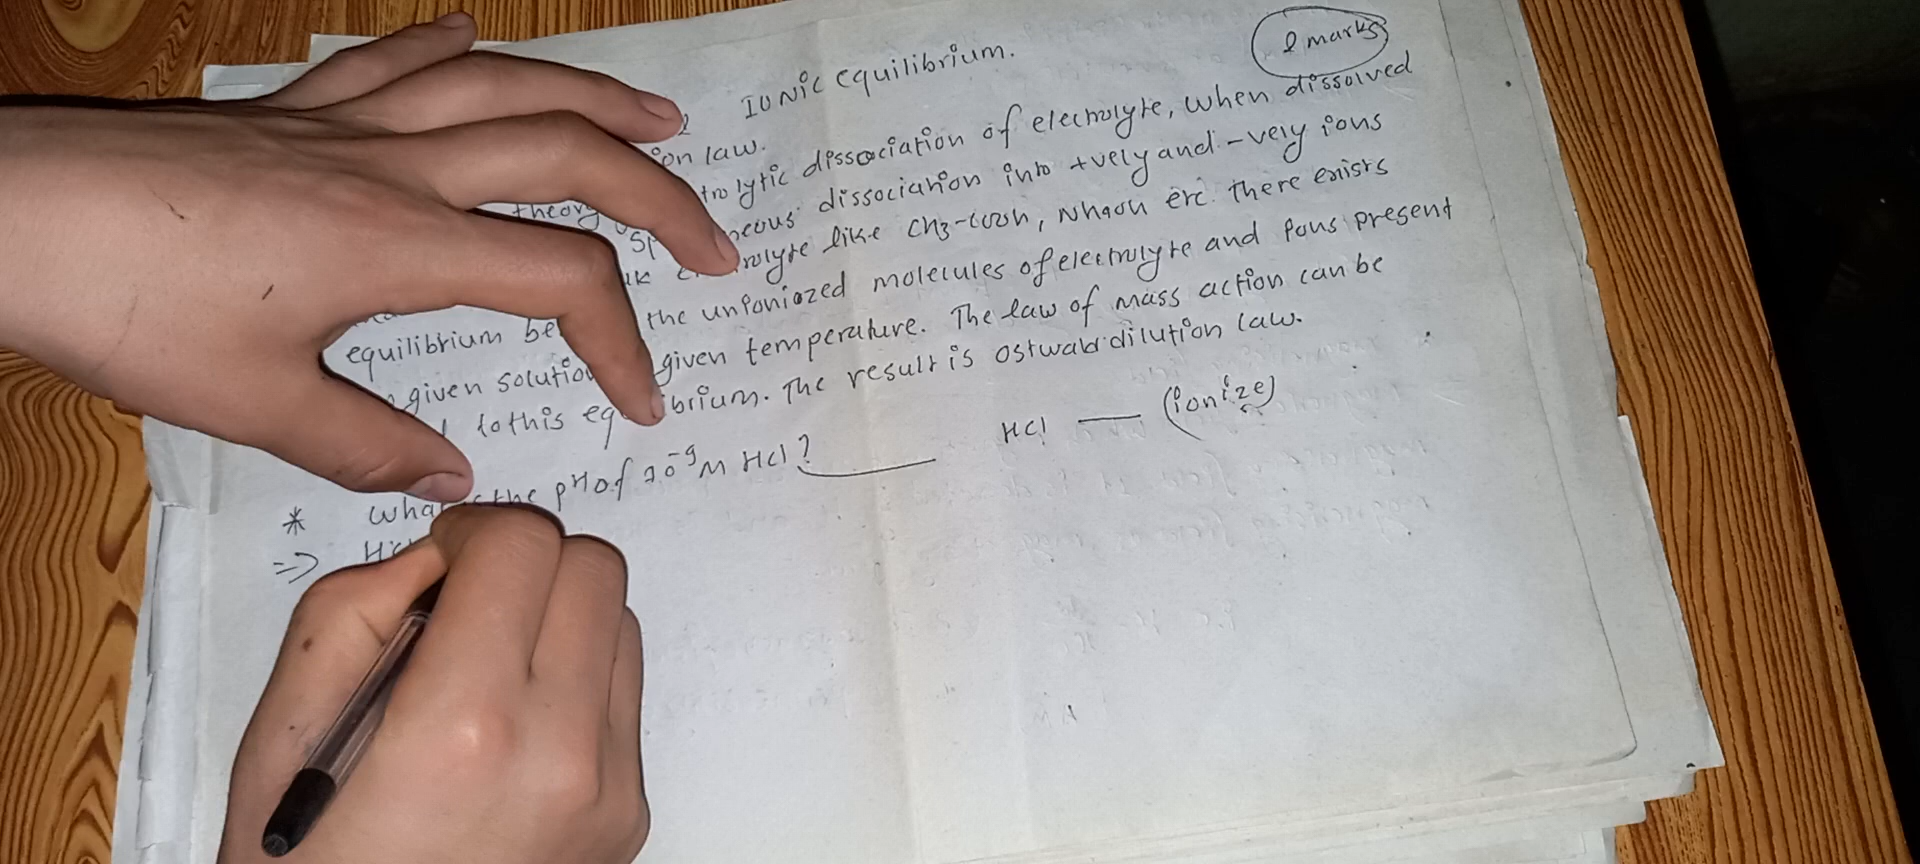 Ionic equilibrium.
2 marks
ion law.
theory trolytic dissociation of electrolyte, when dissolved
neous dissociation into +vely and -vely ions
rolyte like CH3-COOH, NH4OH etc. there exists
equilibrium be the unioniozed molecules of electrolyte and ions present
given solution given temperature. The law of mass action can be
to this eq ibrium. The result is ostwald dilution law.
HCl — (ionize)
* wha the pH of 10⁻⁹ M HCl?
=>